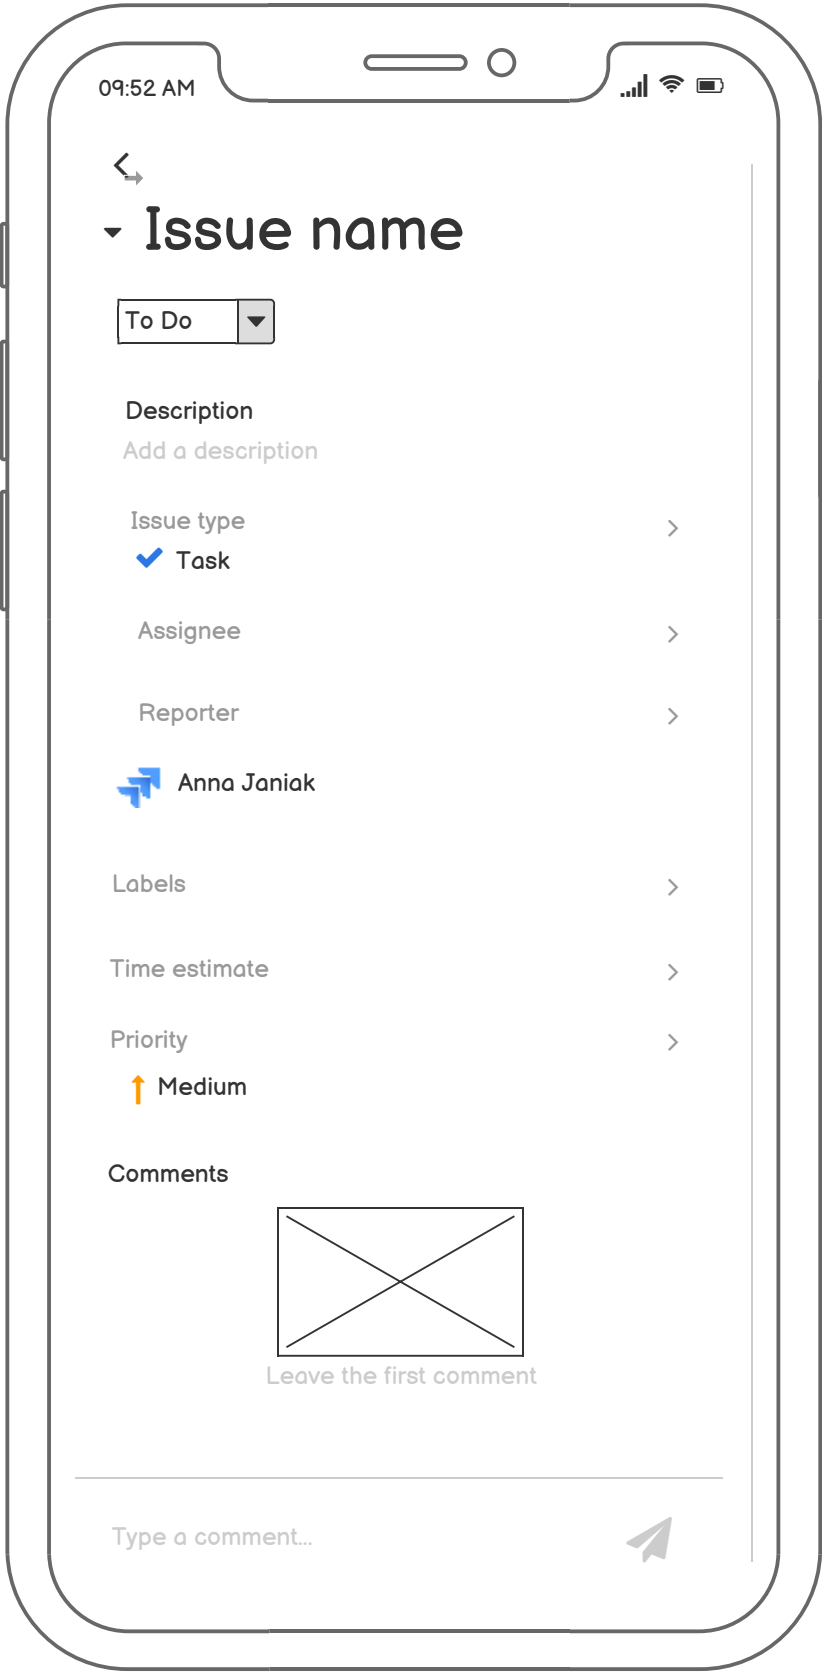 09:52 AM
Issue name
To Do
Description
Add a description
Issue type
Task
Assignee
Reporter
Anna Janiak
Labels
Time estimate
Priority
Medium
Comments
Leave the first comment
Type a comment...